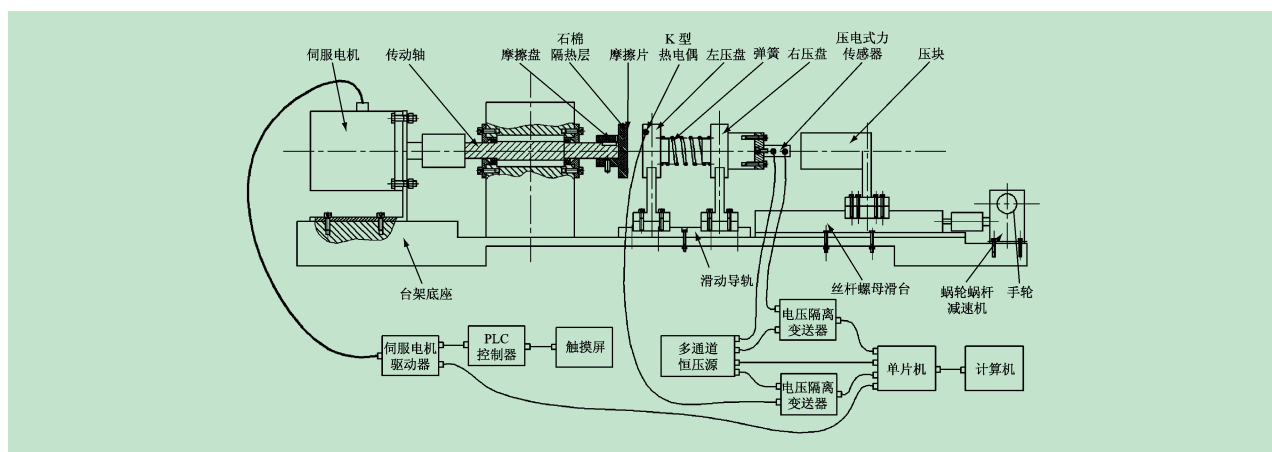 伺服电机
传动轴
摩擦盘
石棉
隔热层
摩擦片
K 型
热电偶
左压盘
弹簧
右压盘
压电式力
传感器
压块
台架底座
滑动导轨
丝杆螺母滑台
蜗轮蜗杆
减速机
手轮
伺服电机
驱动器
PLC
控制器
触摸屏
多通道
恒压源
电压隔离
变送器
电压隔离
变送器
单片机
计算机